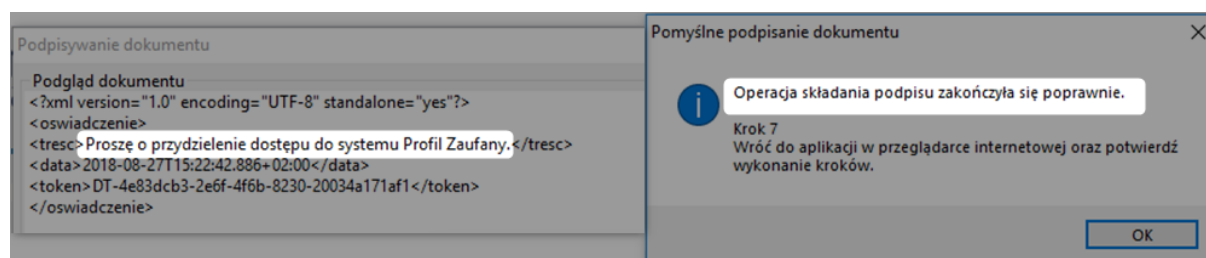 Podpisywanie dokumentu
Podgląd dokumentu
<?xml version="1.0" encoding="UTF-8" standalone="yes"?>
<oswiadczenie>
<tresc>Proszę o przydzielenie dostępu do systemu Profil Zaufany.</tresc>
<data>2018-08-27T15:22:42.886+02:00</data>
<token>DT-4e83dcb3-2e6f-4f6b-8230-20034a171af1</token>
</oswiadczenie>
Pomyślne podpisanie dokumentu
Operacja składania podpisu zakończyła się poprawnie.
Krok 7
Wróć do aplikacji w przeglądarce internetowej oraz potwierdź
wykonanie kroków.
OK